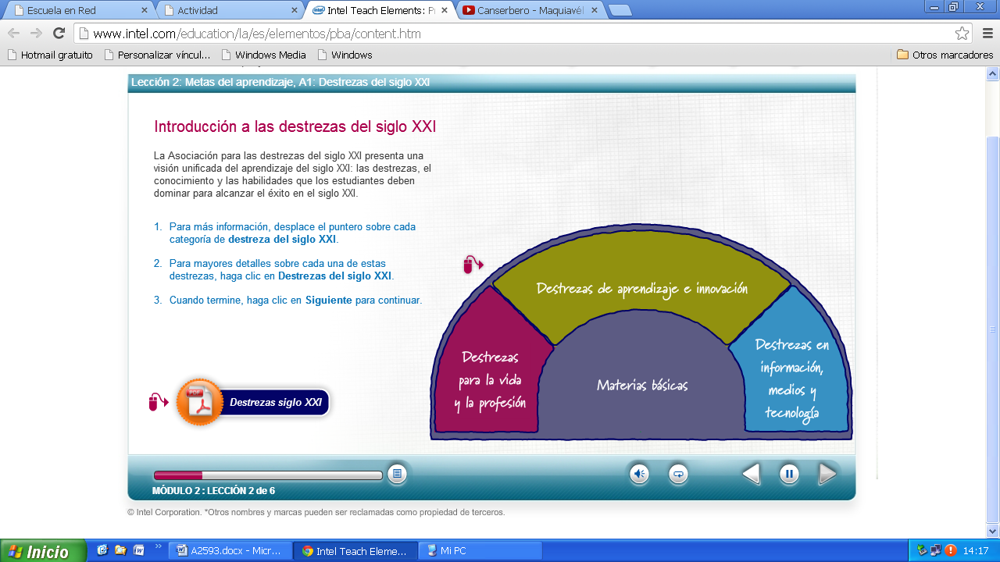 Escuela en Red
Actividad
Intel Teach Elements: P
Canserbero - Maquiavél
www.intel.com/education/la/es/elementos/pba/content.htm
Hotmail gratuito
Personalizar víncul...
Windows Media
Windows
Otros marcadores
Lección 2: Metas del aprendizaje, A1: Destrezas del siglo XXI
Introducción a las destrezas del siglo XXI
La Asociación para las destrezas del siglo XXI presenta una
visión unificada del aprendizaje del siglo XXI: las destrezas, el
conocimiento y las habilidades que los estudiantes deben
dominar para alcanzar el éxito en el siglo XXI.
1. Para más información, desplace el puntero sobre cada
categoría de destreza del siglo XXI.
2. Para mayores detalles sobre cada una de estas
destrezas, haga clic en Destrezas del siglo XXI.
3. Cuando termine, haga clic en Siguiente para continuar.
PDF
Destrezas siglo XXI
Destrezas de aprendizaje e innovación
Destrezas
para la vida
y la profesión
Materias básicas
Destrezas en
información,
medios y
tecnología
MÓDULO 2 : LECCIÓN 2 de 6
© Intel Corporation. *Otros nombres y marcas pueden ser reclamadas como propiedad de terceros.
Inicio
A2593.docx - Micr...
Intel Teach Eleme...
Mi PC
14:17